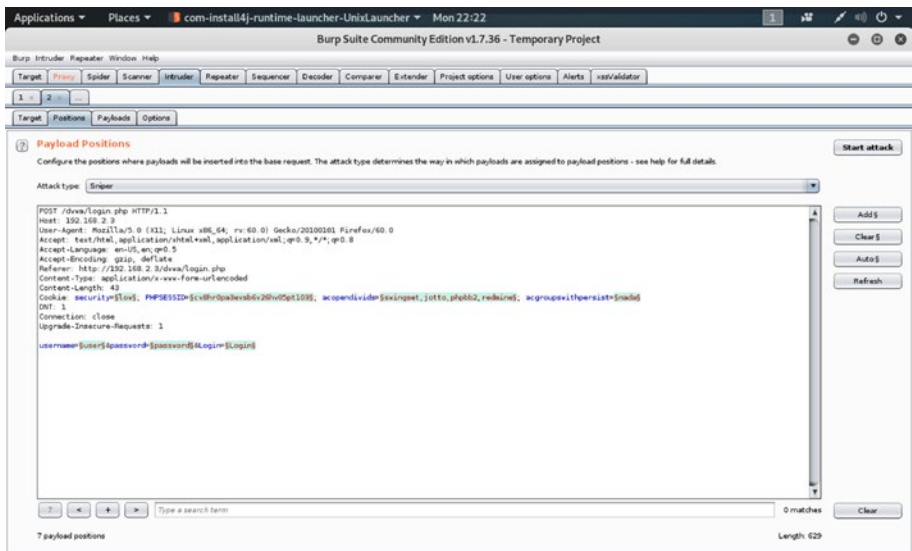 Applications Places com-install4j-runtime-launcher-UnixLauncher Mon 22:22 1
Burp Suite Community Edition v1.7.36 - Temporary Project
Burp Intruder Repeater Window Help
Target Proxy Spider Scanner Intruder Repeater Sequencer Decoder Comparer Extender Project options User options Alerts xssValidator
1 × 2 × ...
Target Positions Payloads Options
? Payload Positions
Start attack
Configure the positions where payloads will be inserted into the base request. The attack type determines the way in which payloads are assigned to payload positions - see help for full details.
Attack type: Sniper
POST /dvwa/login.php HTTP/1.1
Host: 192.168.2.3
User-Agent: Mozilla/5.0 (X11; Linux x86_64; rv:60.0) Gecko/20100101 Firefox/60.0
Accept: text/html,application/xhtml+xml,application/xml;q=0.9,*/*;q=0.8
Accept-Language: en-US,en;q=0.5
Accept-Encoding: gzip, deflate
Referer: http://192.168.2.3/dvwa/login.php
Content-Type: application/x-www-form-urlencoded
Content-Length: 43
Cookie: security=§low§; PHPSESSID=§cv8hr0pa3evsb6v26hv05pt103§; acopendivids=§swingset,jotto,phpbb2,redmine§; acgroupswithpersist=§nada§
DNT: 1
Connection: close
Upgrade-Insecure-Requests: 1
username=§user§&password=§password§&Login=§Login§
Add §
Clear §
Auto §
Refresh
? < + > Type a search term 0 matches Clear
7 payload positions Length: 629